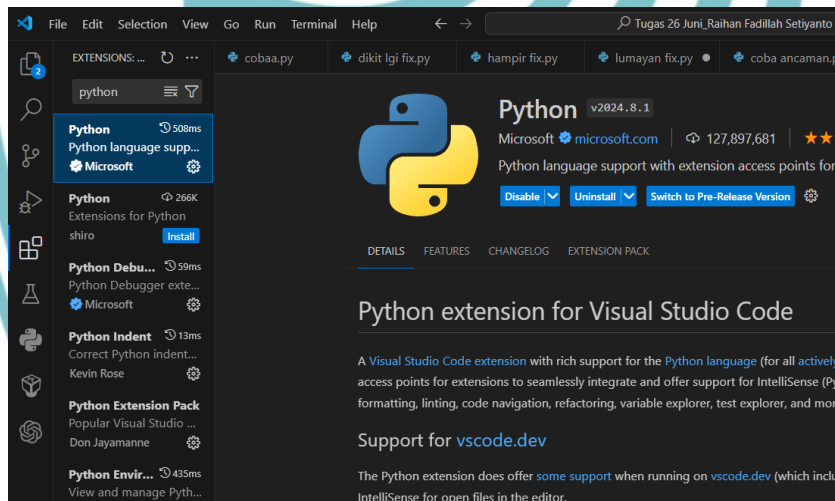 File Edit Selection View Go Run Terminal Help
Tugas 26 Juni_Raihan Fadillah Setiyanto
EXTENSIONS: ...
cobaa.py
dikit lgi fix.py
hampir fix.py
lumayan fix.py
coba ancaman.p
2
python
Python 508ms
Python language supp...
Microsoft
Python 266K
Extensions for Python
shiro
Install
Python Debu... 59ms
Python Debugger exte...
Microsoft
Python Indent 13ms
Correct Python indent...
Kevin Rose
Python Extension Pack
Popular Visual Studio ...
Don Jayamanne
Python Envir... 435ms
View and manage Pyth...
Python v2024.8.1
Microsoft microsoft.com 127,897,681
Python language support with extension access points for
Disable Uninstall Switch to Pre-Release Version
DETAILS FEATURES CHANGELOG EXTENSION PACK
Python extension for Visual Studio Code
A Visual Studio Code extension with rich support for the Python language (for all actively
access points for extensions to seamlessly integrate and offer support for IntelliSense (Py
formatting, linting, code navigation, refactoring, variable explorer, test explorer, and mor
Support for vscode.dev
The Python extension does offer some support when running on vscode.dev (which inclu
IntelliSense for open files in the editor.